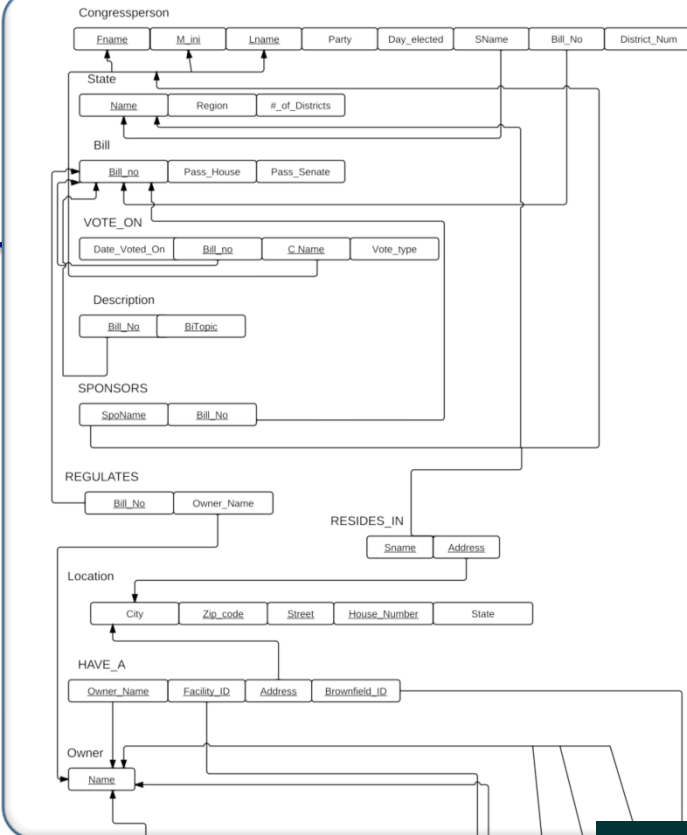 Congressperson
Fname M_ini Lname Party Day_elected SName Bill_No District_Num
State
Name Region #_of_Districts
Bill
Bill_no Pass_House Pass_Senate
VOTE_ON
Date_Voted_On Bill_no C Name Vote_type
Description
Bill_No BiTopic
SPONSORS
SpoName Bill_No
REGULATES
Bill_No Owner_Name
RESIDES_IN
Sname Address
Location
City Zip_code Street House_Number State
HAVE_A
Owner_Name Facility_ID Address Brownfield_ID
Owner
Name